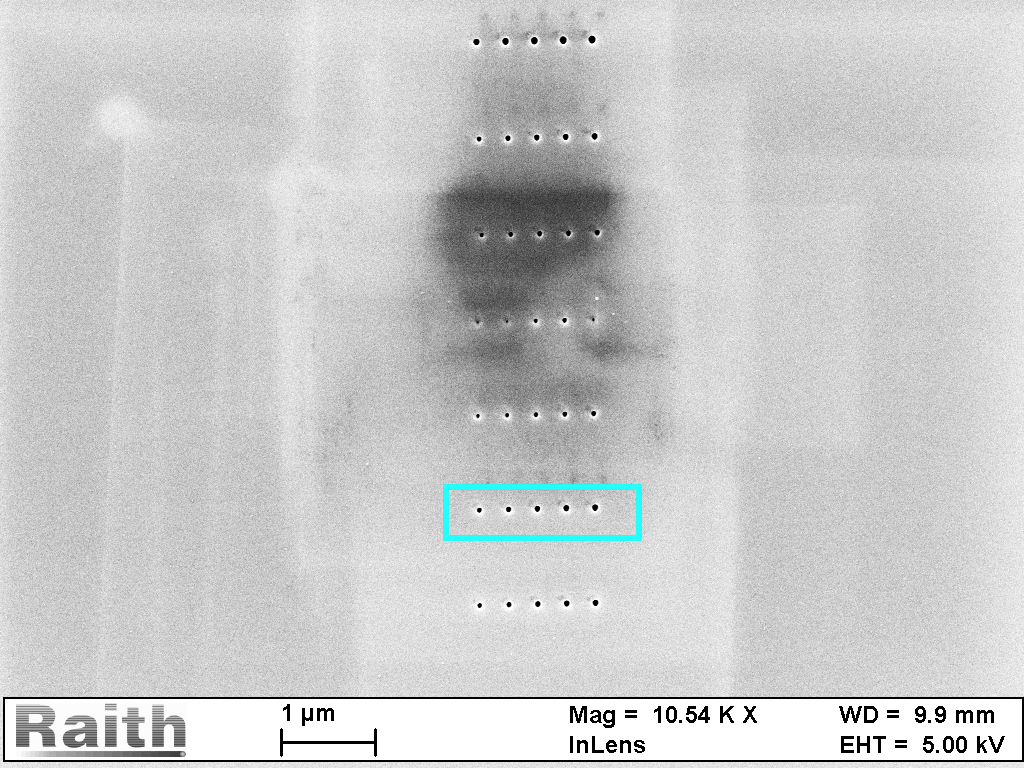 Raith
1 µm
Mag = 10.54 K X
InLens
WD = 9.9 mm
EHT = 5.00 kV